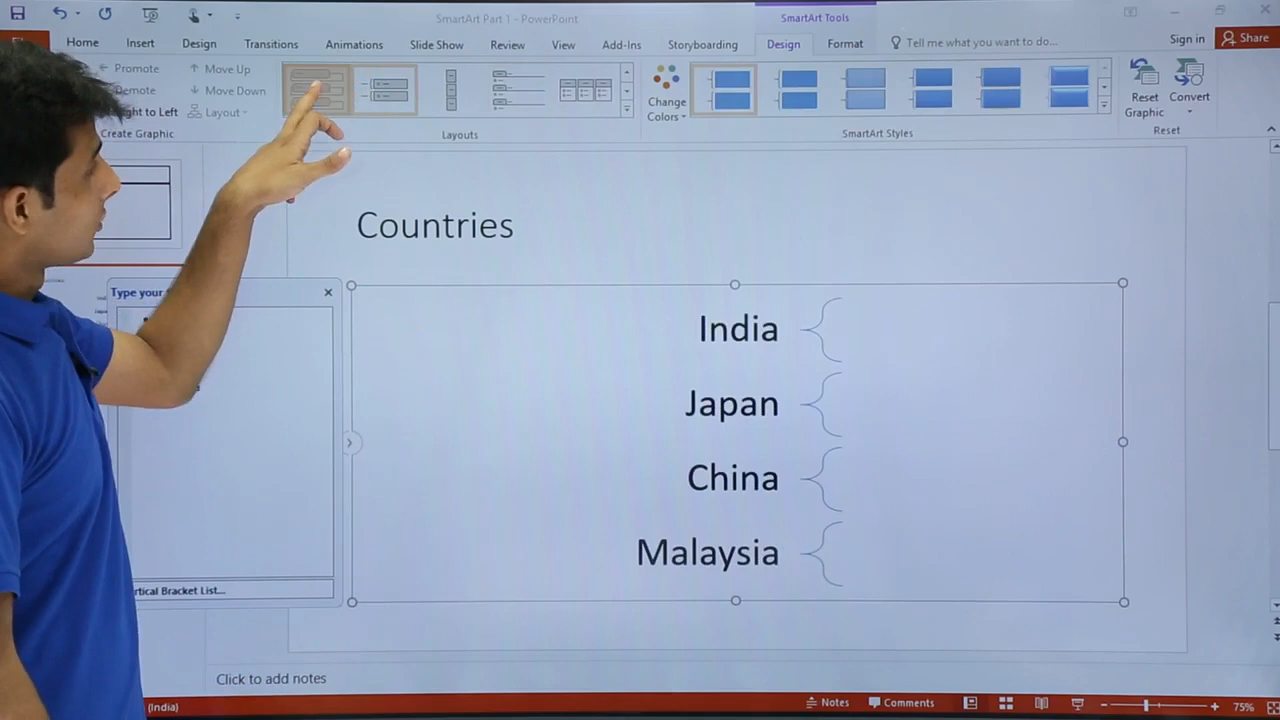 SmartArt Part 1 - PowerPoint
SmartArt Tools
Home Insert Design Transitions Animations Slide Show Review View Add-Ins Storyboarding Design Format Tell me what you want to do... Sign in Share
Promote Move Up
Move Down
ght to Left Layout
Create Graphic
Layouts
Change Colors
SmartArt Styles
Reset Graphic
Convert
Reset
Countries
Type your
India
Japan
China
Malaysia
rtical Bracket List...
Click to add notes
(India) Notes Comments 75%